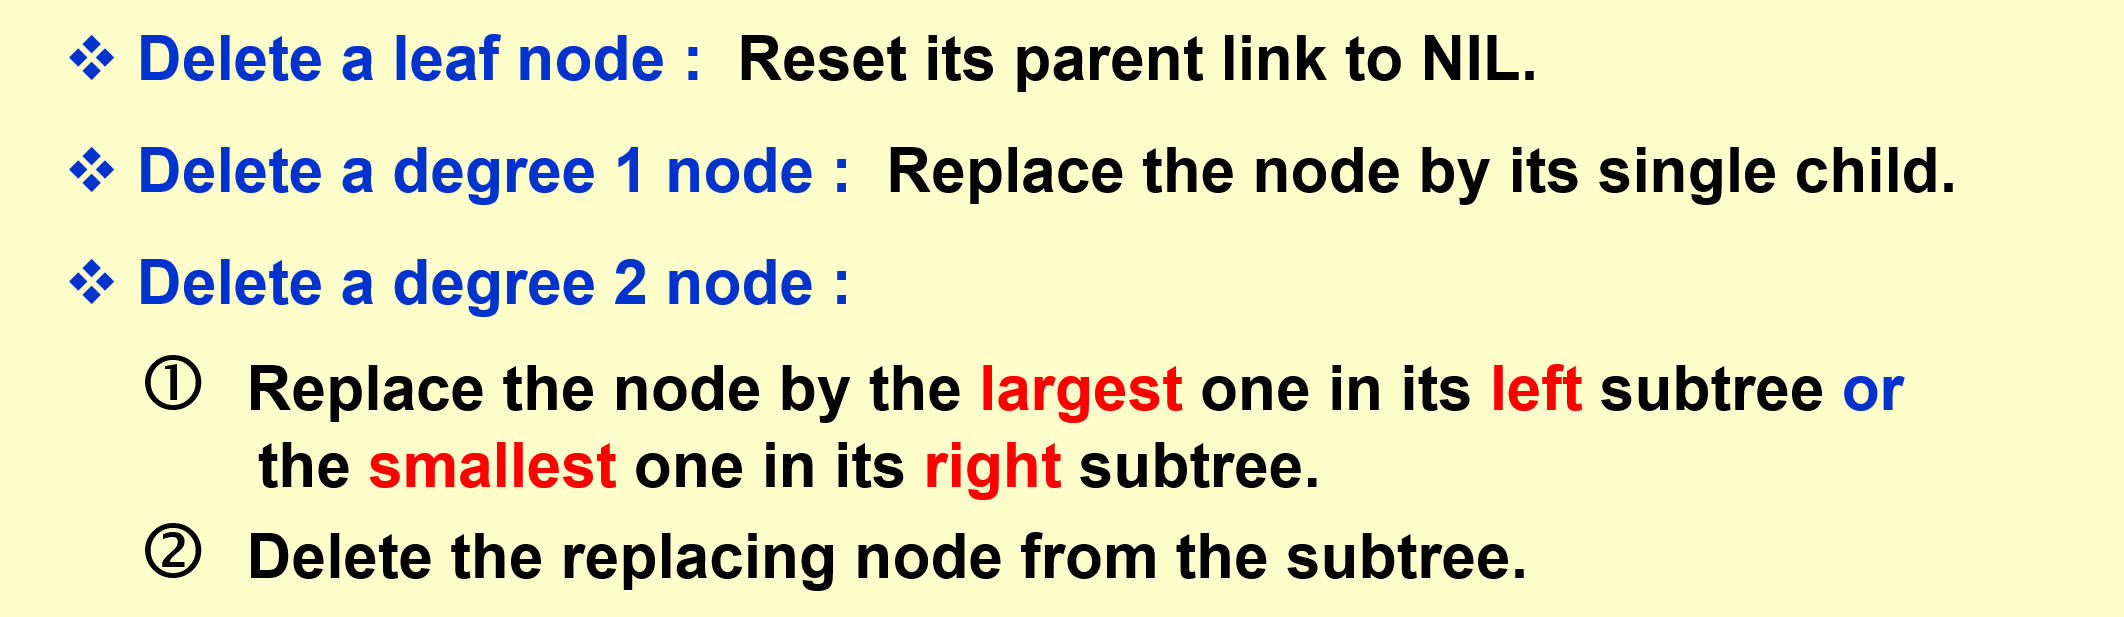 ❖ Delete a leaf node : Reset its parent link to NIL.
❖ Delete a degree 1 node : Replace the node by its single child.
❖ Delete a degree 2 node :
① Replace the node by the largest one in its left subtree or
the smallest one in its right subtree.
② Delete the replacing node from the subtree.